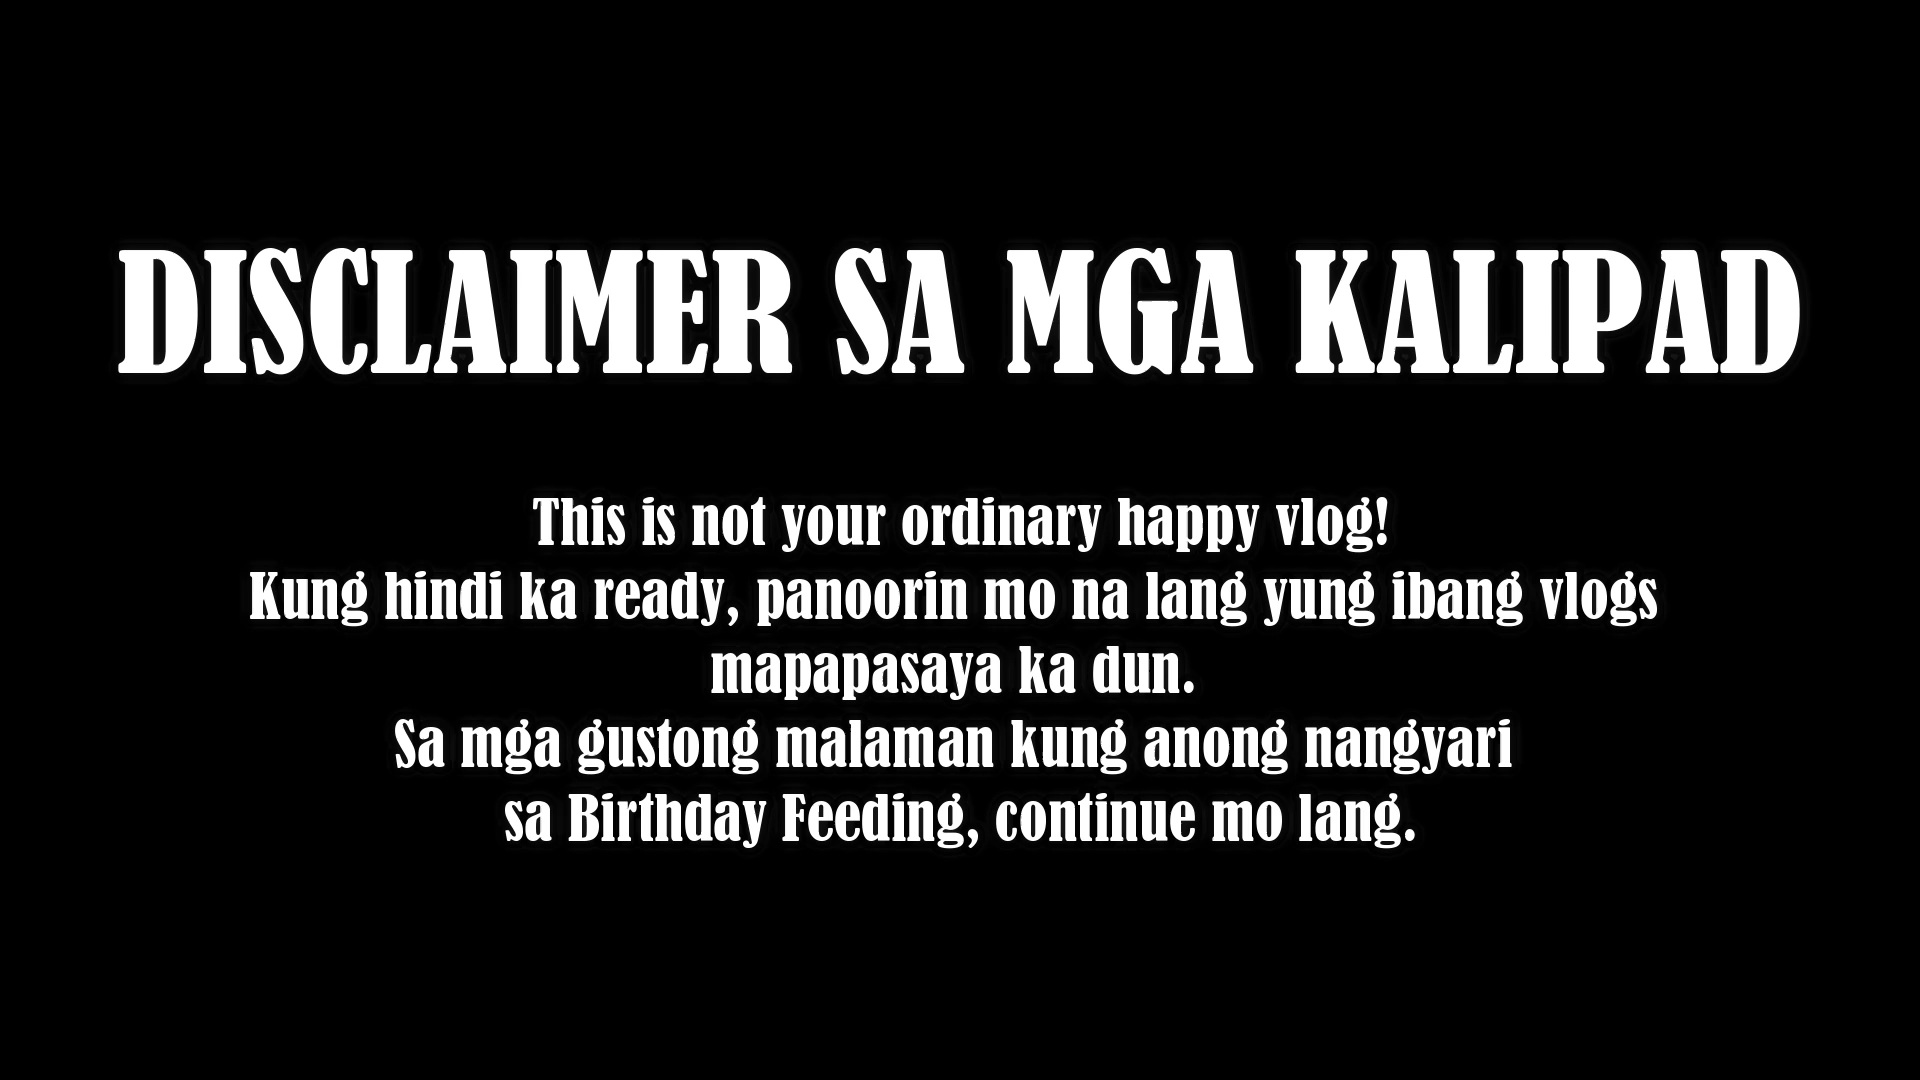 DISCLAIMER SA MGA KALIPAD
This is not your ordinary happy vlog!
Kung hindi ka ready, panoorin mo na lang yung ibang vlogs
mapapasaya ka dun.
Sa mga gustong malaman kung anong nangyari
sa Birthday Feeding, continue mo lang.